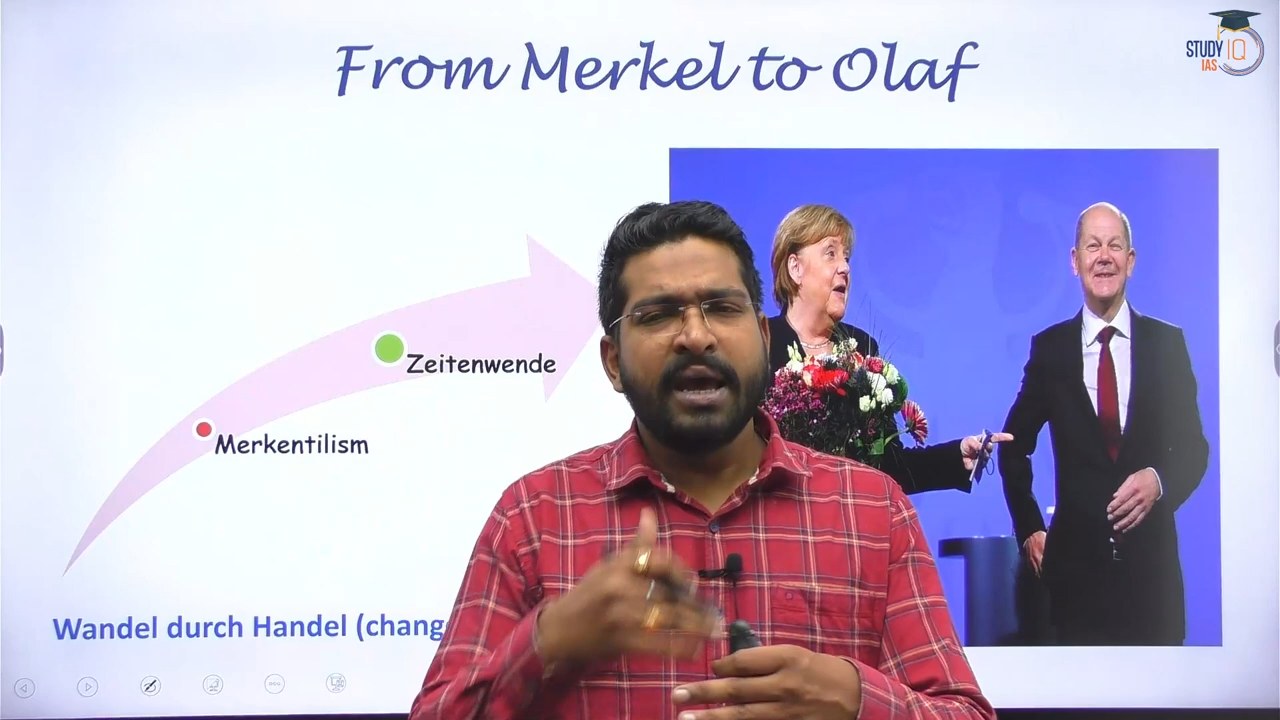 From Merkel to Olaf
STUDY IQ
IAS
Zeitenwende
Merkentilism
Wandel durch Handel (chang